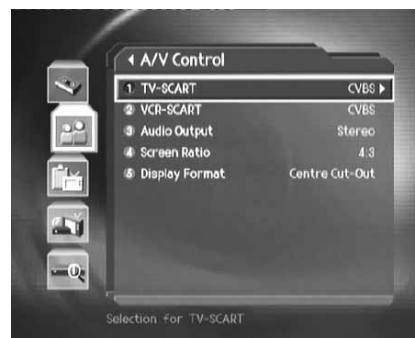 A/V Control
1 TV-SCART CVBS
2 VCR-SCART CVBS
3 Audio Output Stereo
4 Screen Ratio 4:3
5 Display Format Centre Cut-Out
Selection for TV-SCART